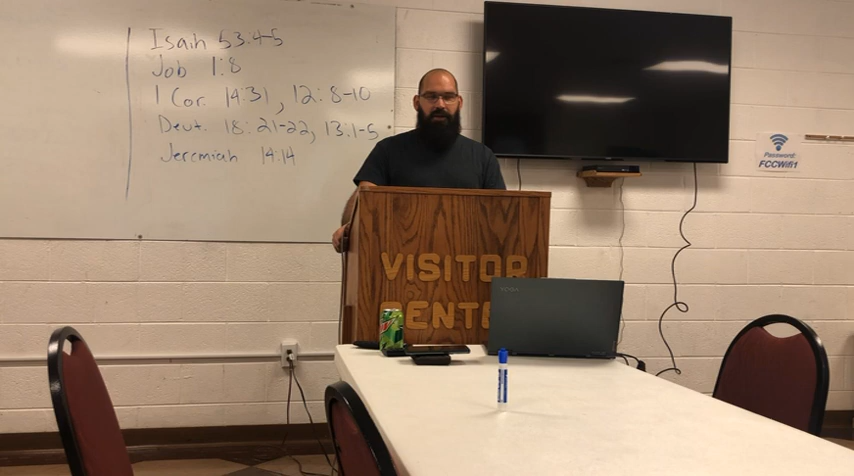 Isaih 53:4-5
Job 1:8
1 Cor. 14:31, 12:8-10
Deut. 18:21-22, 13:1-5
Jeremiah 14:14
Password:
FCCWifi1
VISITOR
CENTE
YOGA